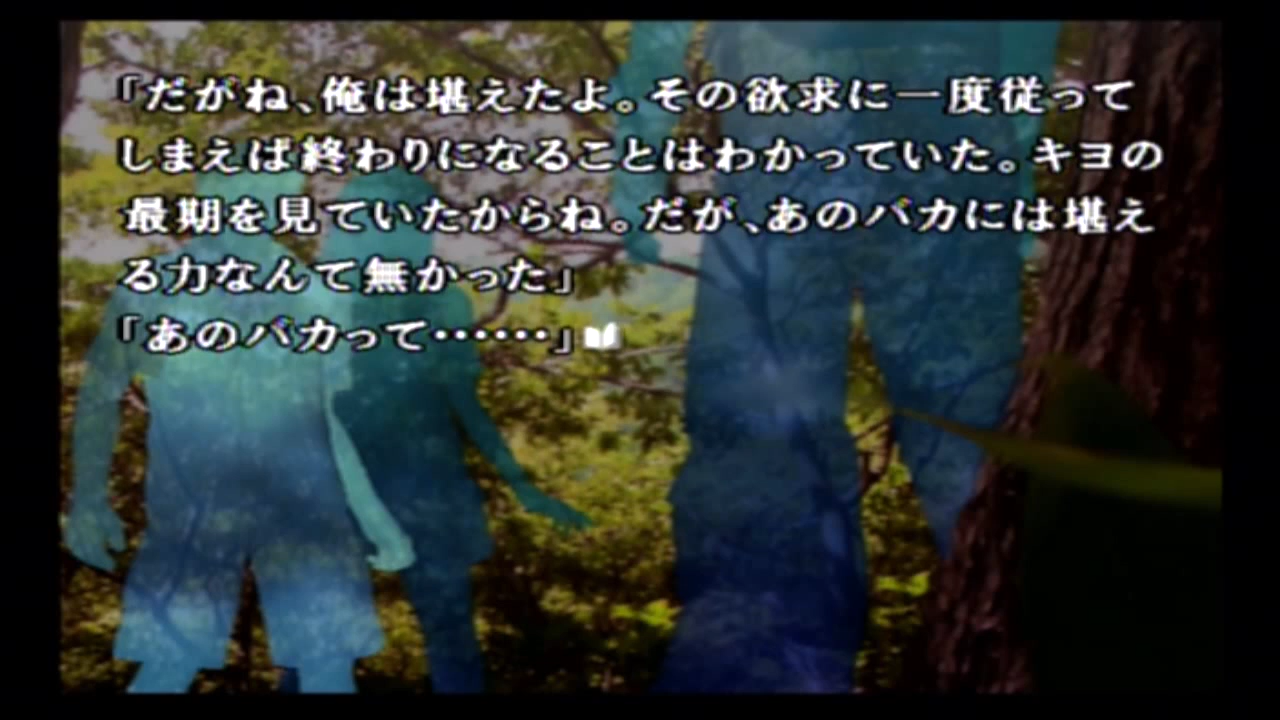 「だがね、俺は堪えたよ。その欲求に一度従って
しまえば終わりになることはわかっていた。キヨの
最期を見ていたからね。だが、あのバカには堪え
る力なんて無かった」
「あのバカって……」